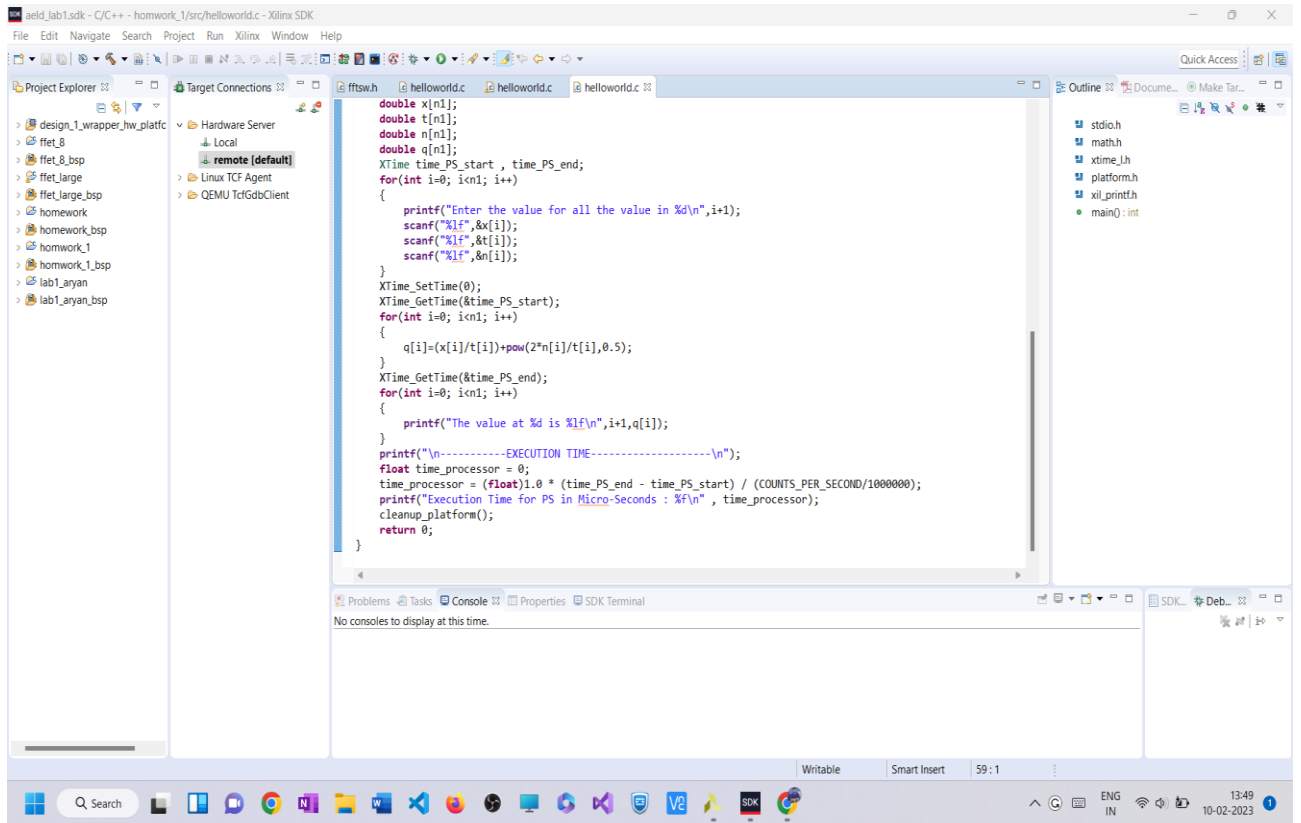 aeld_lab1.sdk - C/C++ - homwork_1/src/helloworld.c - Xilinx SDK
File Edit Navigate Search Project Run Xilinx Window Help
Quick Access
Project Explorer
design_1_wrapper_hw_platfc
ffet_8
ffet_8_bsp
ffet_large
ffet_large_bsp
homework
homework_bsp
homwork_1
homwork_1_bsp
lab1_aryan
lab1_aryan_bsp
Target Connections
Hardware Server
Local
remote [default]
Linux TCF Agent
QEMU TcfGdbClient
fftsw.h helloworld.c helloworld.c helloworld.c
double x[n1];
double t[n1];
double n[n1];
double q[n1];
XTime time_PS_start , time_PS_end;
for(int i=0; i<n1; i++)
{
printf("Enter the value for all the value in %d\n",i+1);
scanf("%lf",&x[i]);
scanf("%lf",&t[i]);
scanf("%lf",&n[i]);
}
XTime_SetTime(0);
XTime_GetTime(&time_PS_start);
for(int i=0; i<n1; i++)
{
q[i]=(x[i]/t[i])+pow(2*n[i]/t[i],0.5);
}
XTime_GetTime(&time_PS_end);
for(int i=0; i<n1; i++)
{
printf("The value at %d is %lf\n",i+1,q[i]);
}
printf("\n-----------EXECUTION TIME--------------------\n");
float time_processor = 0;
time_processor = (float)1.0 * (time_PS_end - time_PS_start) / (COUNTS_PER_SECOND/1000000);
printf("Execution Time for PS in Micro-Seconds : %f\n" , time_processor);
cleanup_platform();
return 0;
}
Outline Docume... Make Tar...
stdio.h
math.h
xtime_l.h
platform.h
xil_printf.h
main() : int
Problems Tasks Console Properties SDK Terminal
No consoles to display at this time.
SDK... Deb...
Writable Smart Insert 59 : 1
Search
SDK
ENG
IN
13:49
10-02-2023
1